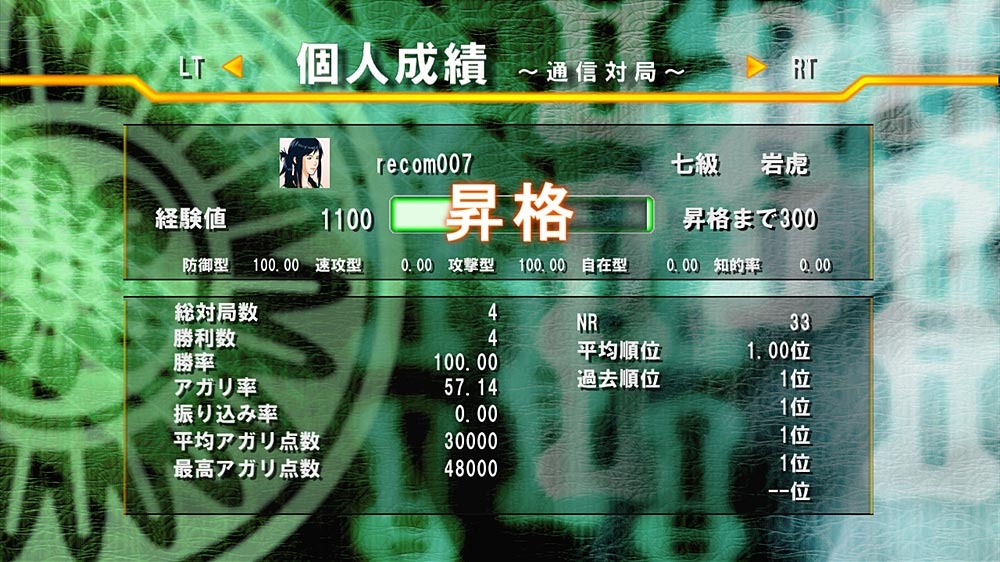 LT 個人成績 ～通信対局～ RT
recom007 七級 岩虎
経験値 1100 昇格 昇格まで300
防御型 100.00 速攻型 0.00 攻撃型 100.00 自在型 0.00 知的率 0.00
総対局数 4
勝利数 4
勝率 100.00
アガリ率 57.14
振り込み率 0.00
平均アガリ点数 30000
最高アガリ点数 48000
NR 33
平均順位 1.00位
過去順位 1位
1位
1位
1位
--位